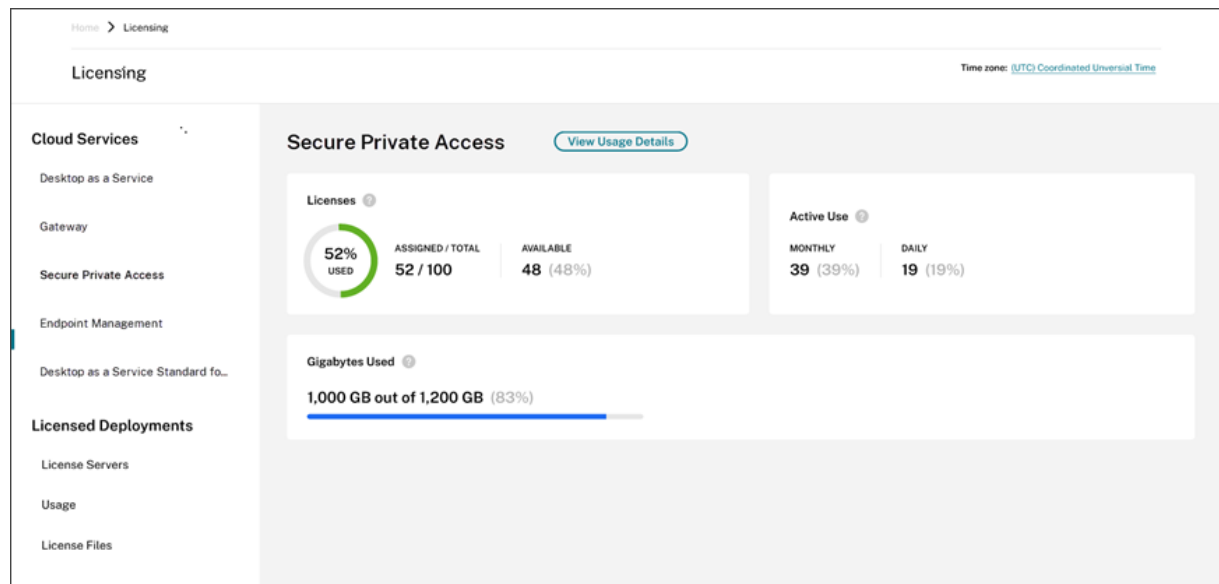 Home > Licensing
Licensing
Time zone: (UTC) Coordinated Unversial Time
Cloud Services
Desktop as a Service
Gateway
Secure Private Access
Endpoint Management
Desktop as a Service Standard fo...
Licensed Deployments
License Servers
Usage
License Files
Secure Private Access
View Usage Details
Licenses ?
52%
USED
ASSIGNED / TOTAL
52 / 100
AVAILABLE
48 (48%)
Active Use ?
MONTHLY
39 (39%)
DAILY
19 (19%)
Gigabytes Used ?
1,000 GB out of 1,200 GB (83%)